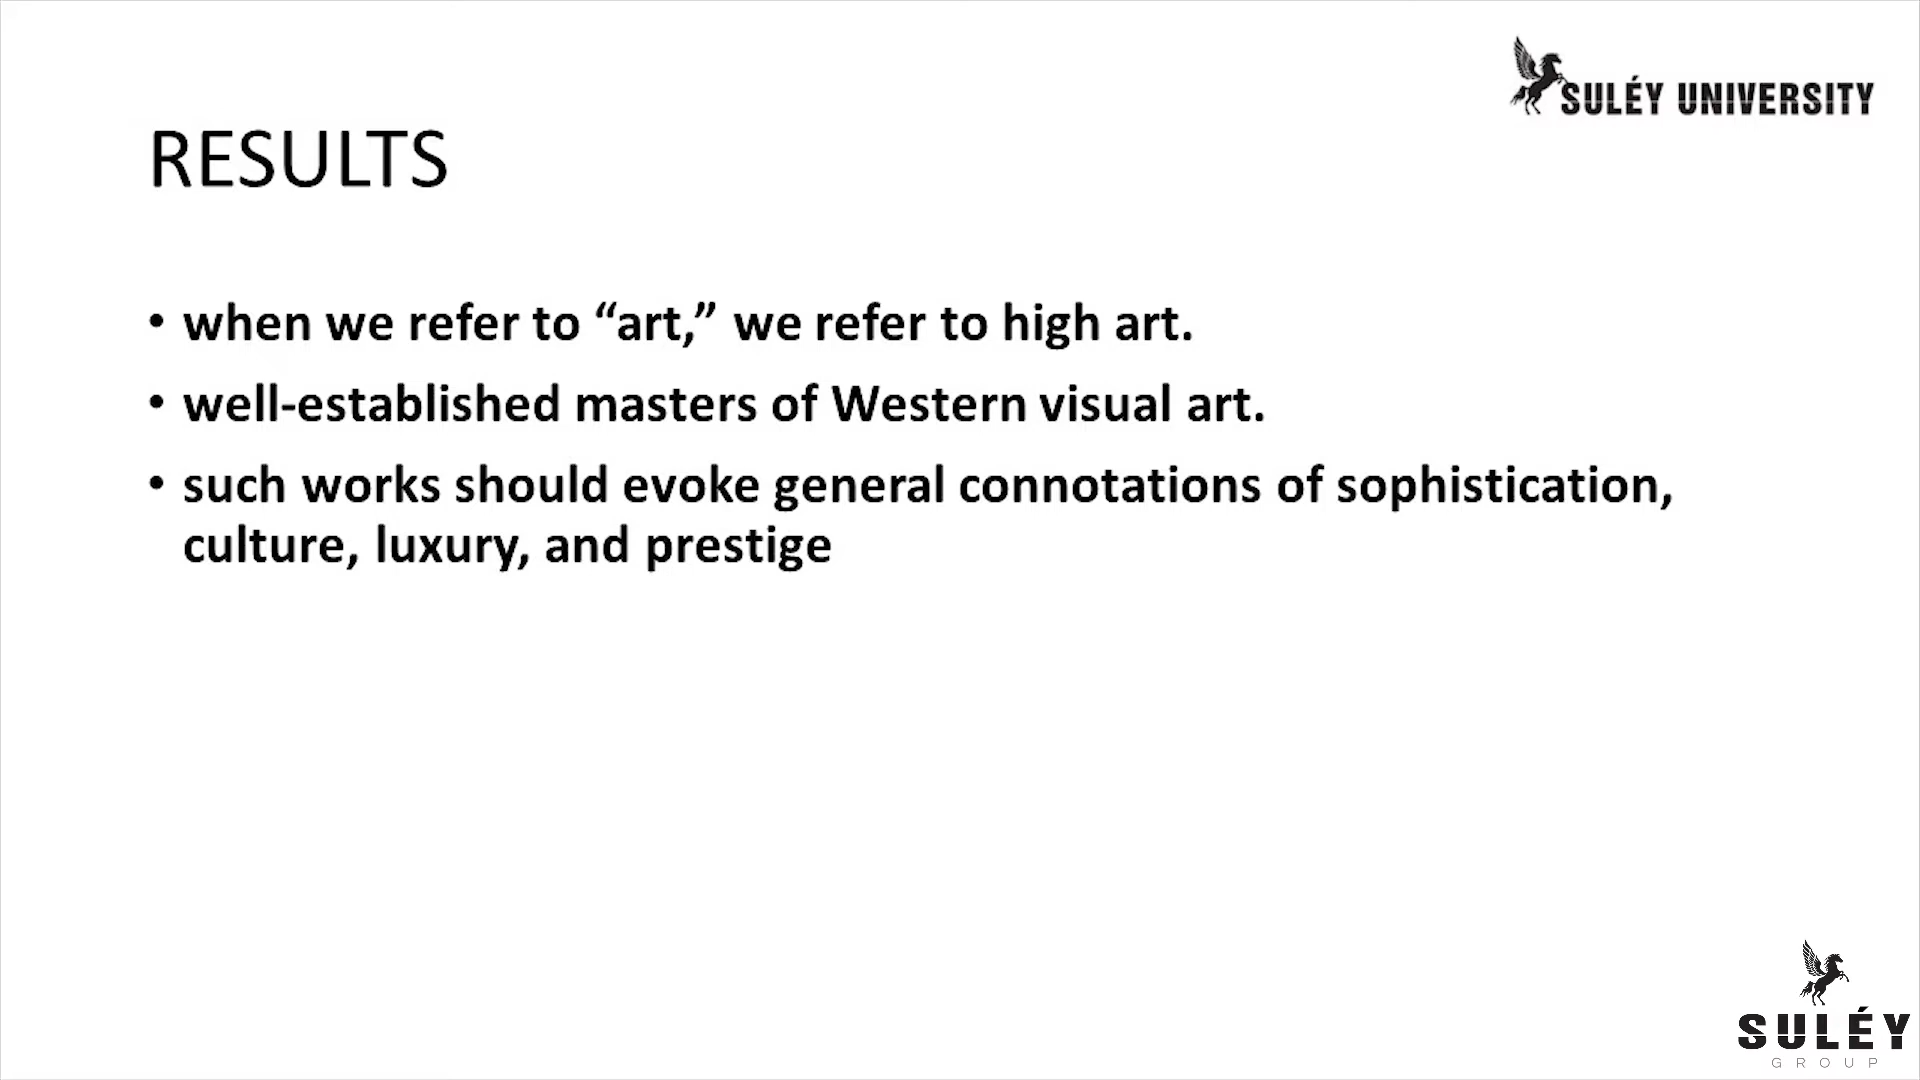 SULÉY UNIVERSITY
RESULTS
• when we refer to “art,” we refer to high art.
• well-established masters of Western visual art.
• such works should evoke general connotations of sophistication,
culture, luxury, and prestige
SULÉY
GROUP